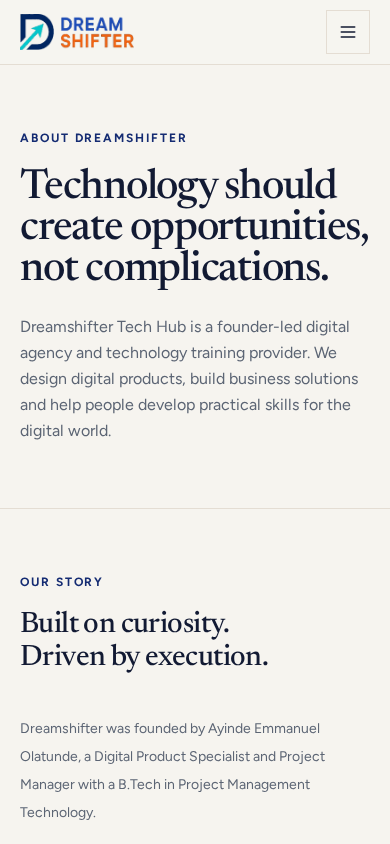 DREAM
SHIFTER
ABOUT DREAMSHIFTER
Technology should
create opportunities,
not complications.
Dreamshifter Tech Hub is a founder-led digital
agency and technology training provider. We
design digital products, build business solutions
and help people develop practical skills for the
digital world.
OUR STORY
Built on curiosity.
Driven by execution.
Dreamshifter was founded by Ayinde Emmanuel
Olatunde, a Digital Product Specialist and Project
Manager with a B.Tech in Project Management
Technology.